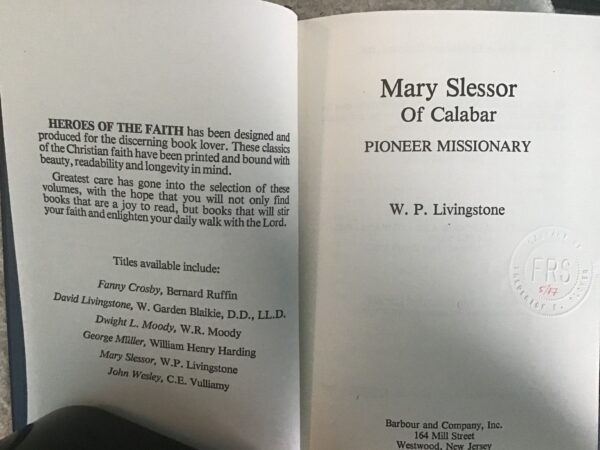 HEROES OF THE FAITH has been designed and
produced for the discerning book lover. These classics
of the Christian faith have been printed and bound with
beauty, readability and longevity in mind.
Greatest care has gone into the selection of these
volumes, with the hope that you will not only find
books that are a joy to read, but books that will stir
your faith and enlighten your daily walk with the Lord.
Titles available include:
Fanny Crosby, Bernard Ruffin
David Livingstone, W. Garden Blaikie, D.D., LL.D.
Dwight L. Moody, W.R. Moody
George Müller, William Henry Harding
Mary Slessor, W.P. Livingstone
John Wesley, C.E. Vulliamy
Mary Slessor
Of Calabar
PIONEER MISSIONARY
W. P. Livingstone
FRS
5/97
Barbour and Company, Inc.
164 Mill Street
Westwood, New Jersey